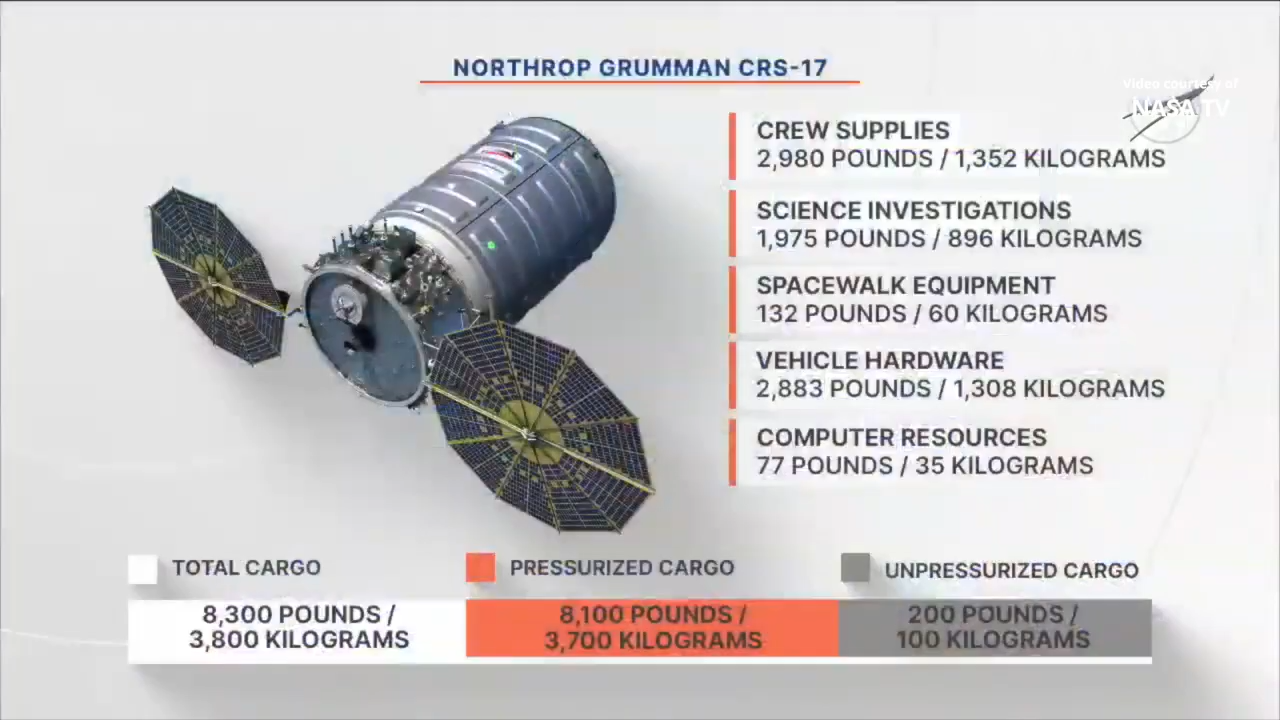 NORTHROP GRUMMAN CRS-17
Video courtesy of
NASA TV
CREW SUPPLIES
2,980 POUNDS / 1,352 KILOGRAMS
SCIENCE INVESTIGATIONS
1,975 POUNDS / 896 KILOGRAMS
SPACEWALK EQUIPMENT
132 POUNDS / 60 KILOGRAMS
VEHICLE HARDWARE
2,883 POUNDS / 1,308 KILOGRAMS
COMPUTER RESOURCES
77 POUNDS / 35 KILOGRAMS
TOTAL CARGO
8,300 POUNDS /
3,800 KILOGRAMS
PRESSURIZED CARGO
8,100 POUNDS /
3,700 KILOGRAMS
UNPRESSURIZED CARGO
200 POUNDS /
100 KILOGRAMS